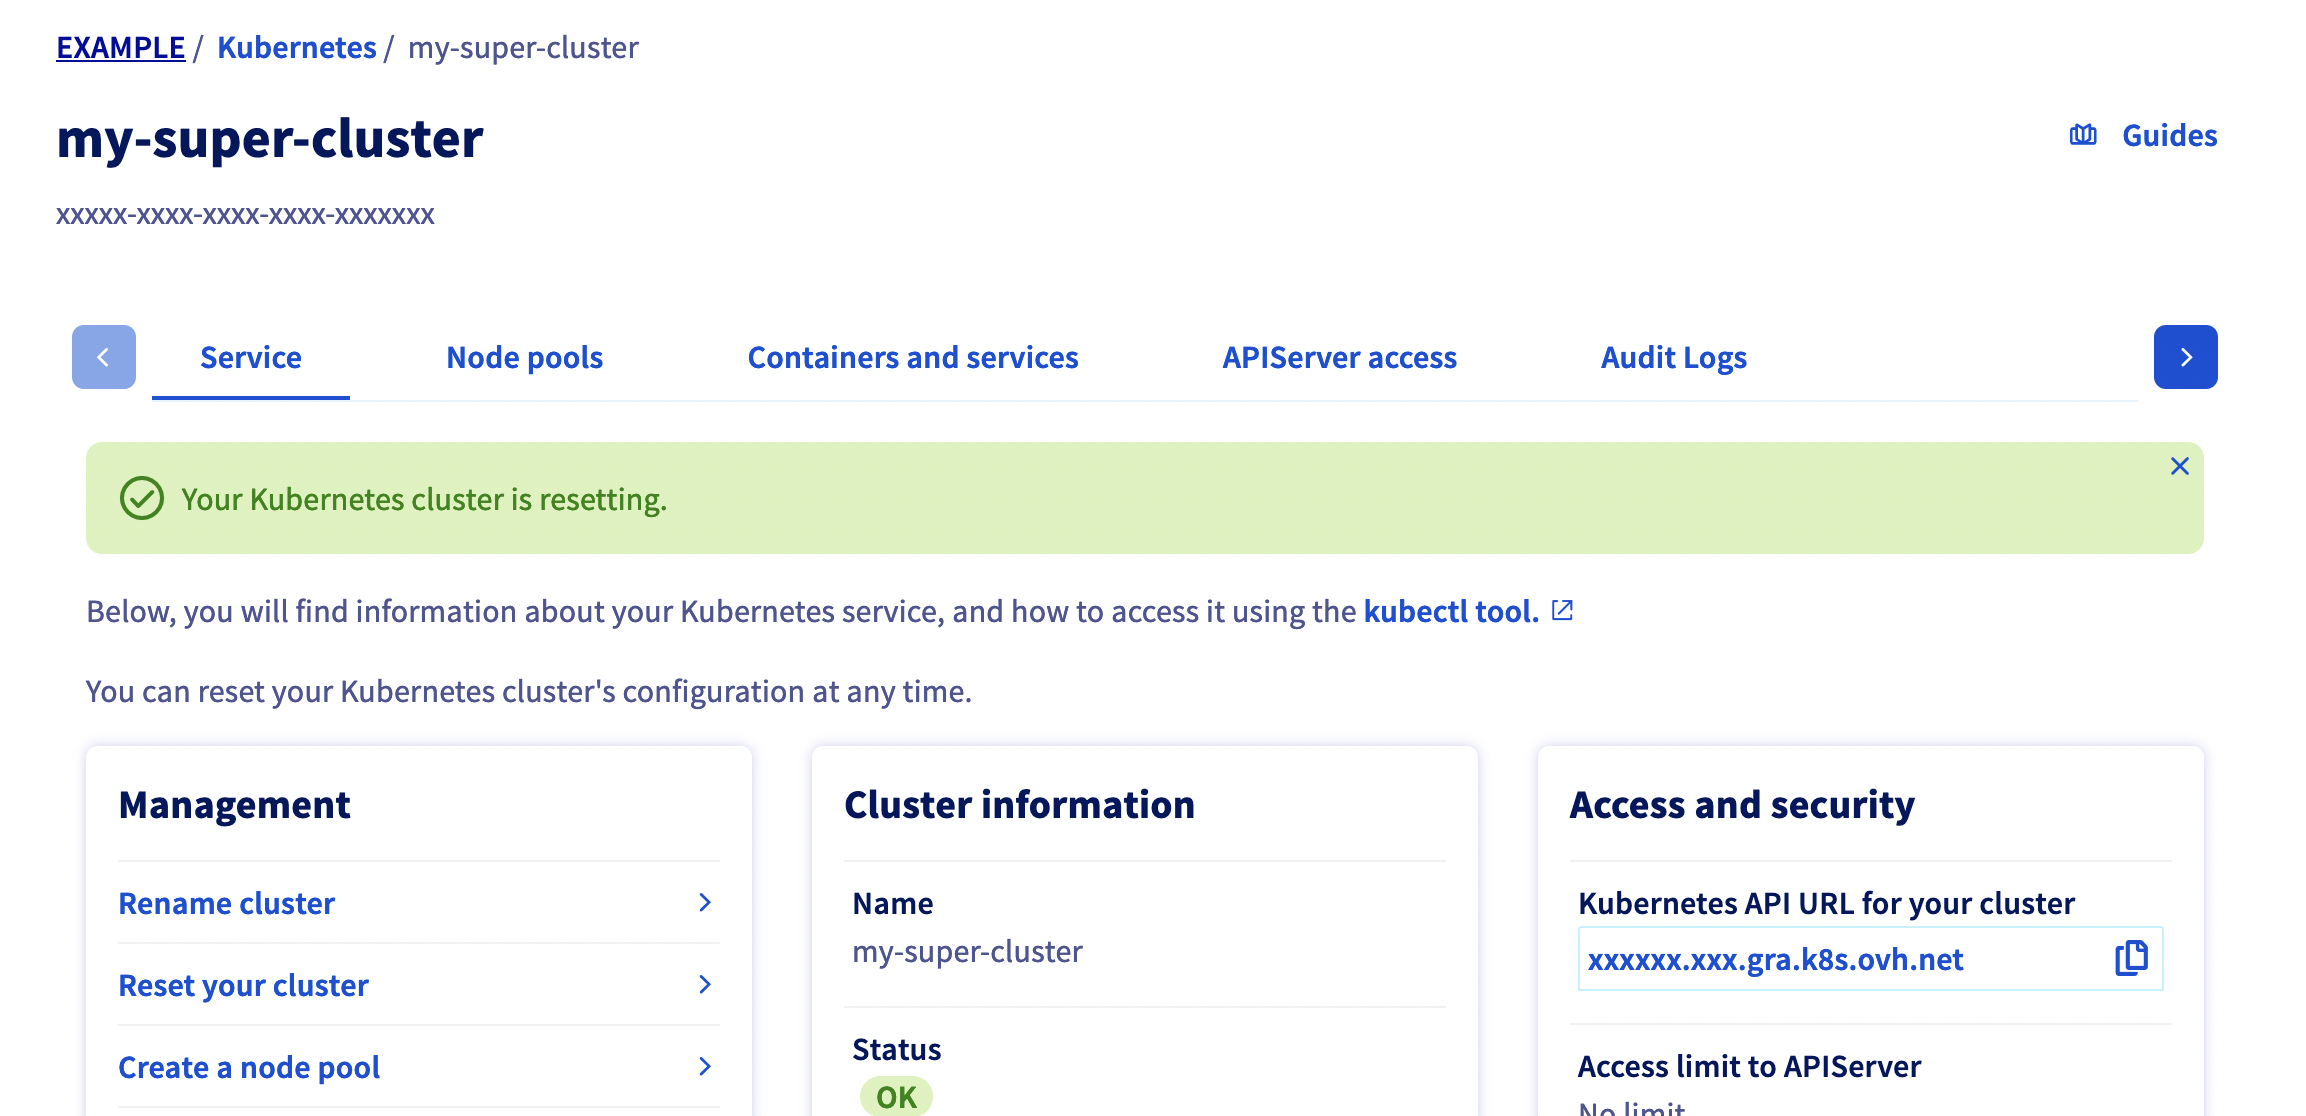 EXAMPLE / Kubernetes / my-super-cluster
my-super-cluster
Guides
xxxxx-xxxx-xxxx-xxxx-xxxxxxx
Service Node pools Containers and services APIServer access Audit Logs
Your Kubernetes cluster is resetting.
Below, you will find information about your Kubernetes service, and how to access it using the kubectl tool.
You can reset your Kubernetes cluster's configuration at any time.
Management
Rename cluster
Reset your cluster
Create a node pool
Cluster information
Name
my-super-cluster
Status
OK
Access and security
Kubernetes API URL for your cluster
xxxxxx.xxx.gra.k8s.ovh.net
Access limit to APIServer
No limit